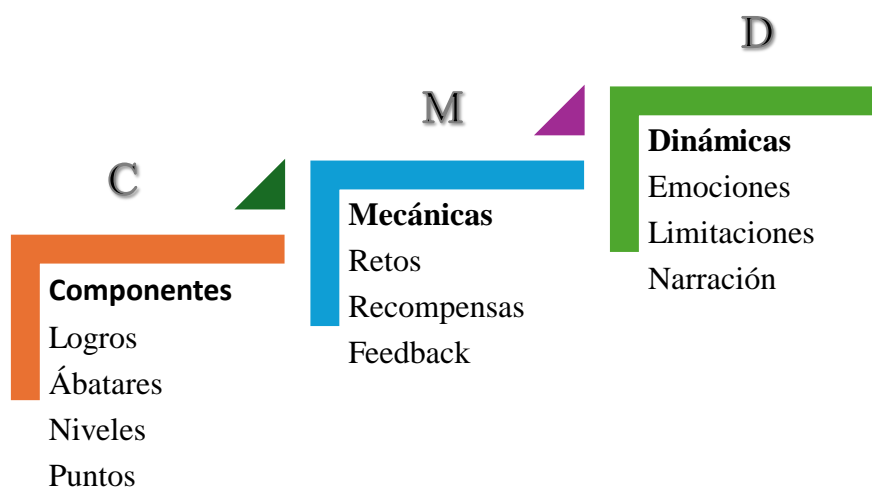 C
Componentes
Logros
Ábatares
Niveles
Puntos
M
Mecánicas
Retos
Recompensas
Feedback
D
Dinámicas
Emociones
Limitaciones
Narración